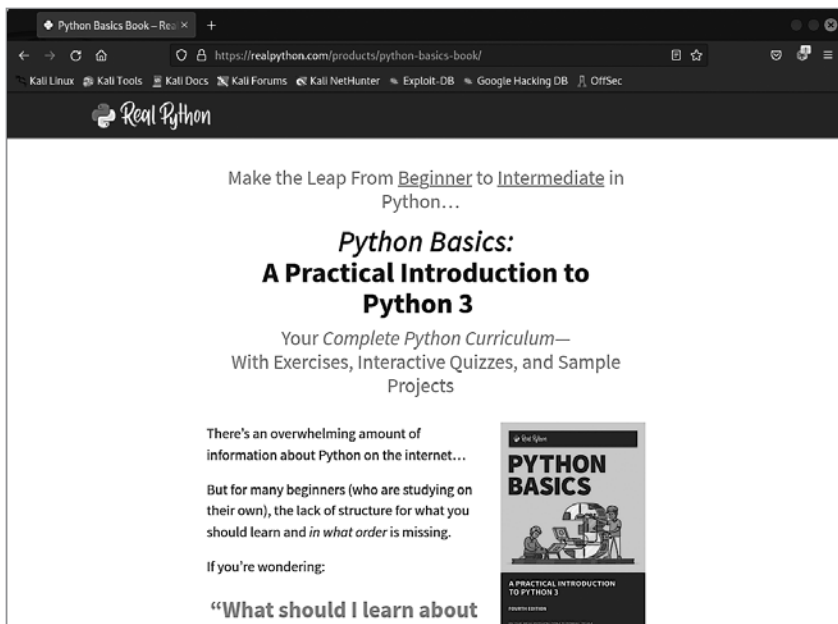 Python Basics Book – Rea
https://realpython.com/products/python-basics-book/
Kali Linux Kali Tools Kali Docs Kali Forums Kali NetHunter Exploit-DB Google Hacking DB OffSec
Real Python
Make the Leap From Beginner to Intermediate in
Python…
Python Basics:
A Practical Introduction to
Python 3
Your Complete Python Curriculum—
With Exercises, Interactive Quizzes, and Sample
Projects
There's an overwhelming amount of
information about Python on the internet…
But for many beginners (who are studying on
their own), the lack of structure for what you
should learn and in what order is missing.
If you're wondering:
“What should I learn about
Real Python
PYTHON
BASICS
A PRACTICAL INTRODUCTION
TO PYTHON 3
FOURTH EDITION